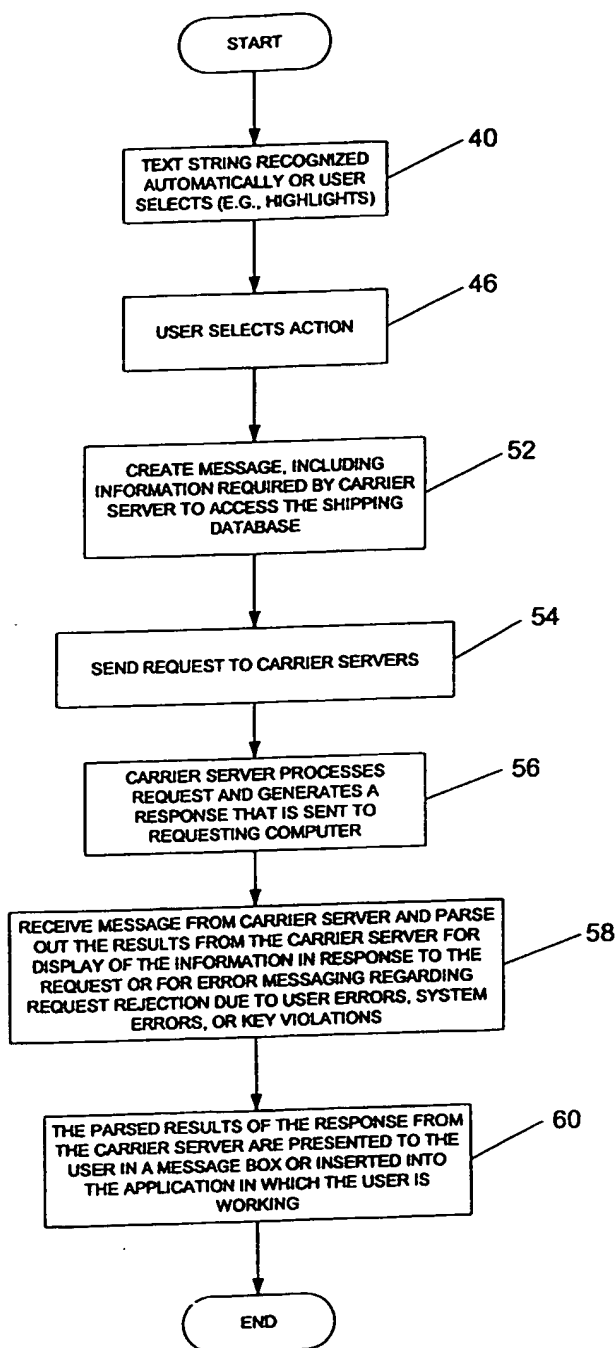 START
40
TEXT STRING RECOGNIZED
AUTOMATICALLY OR USER
SELECTS (E.G., HIGHLIGHTS)
46
USER SELECTS ACTION
52
CREATE MESSAGE, INCLUDING
INFORMATION REQUIRED BY CARRIER
SERVER TO ACCESS THE SHIPPING
DATABASE
54
SEND REQUEST TO CARRIER SERVERS
56
CARRIER SERVER PROCESSES
REQUEST AND GENERATES A
RESPONSE THAT IS SENT TO
REQUESTING COMPUTER
58
RECEIVE MESSAGE FROM CARRIER SERVER AND PARSE
OUT THE RESULTS FROM THE CARRIER SERVER FOR
DISPLAY OF THE INFORMATION IN RESPONSE TO THE
REQUEST OR FOR ERROR MESSAGING REGARDING
REQUEST REJECTION DUE TO USER ERRORS, SYSTEM
ERRORS, OR KEY VIOLATIONS
60
THE PARSED RESULTS OF THE RESPONSE FROM
THE CARRIER SERVER ARE PRESENTED TO THE
USER IN A MESSAGE BOX OR INSERTED INTO
THE APPLICATION IN WHICH THE USER IS
WORKING
END